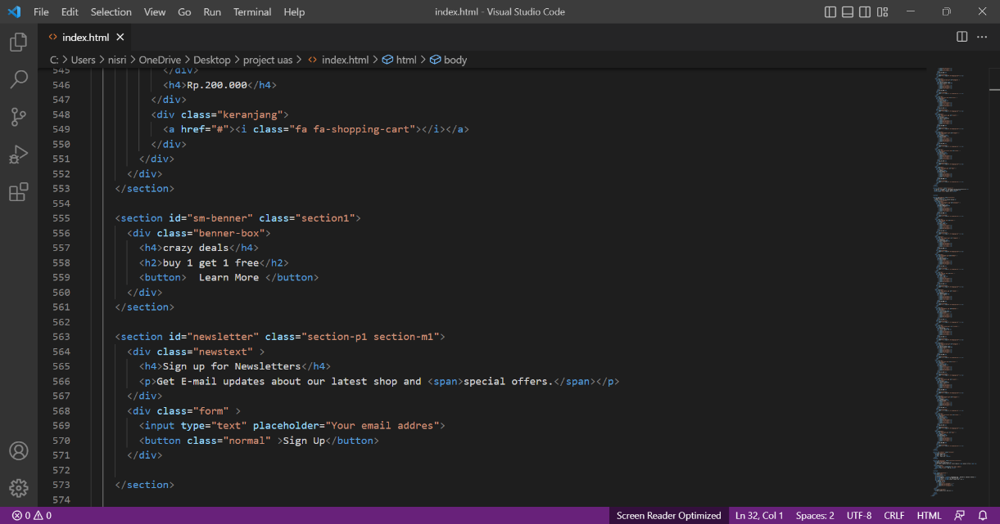 File Edit Selection View Go Run Terminal Help index.html - Visual Studio Code
index.html
C: > Users > nisri > OneDrive > Desktop > project uas > index.html > html > body
545 </div>
546 <h4>Rp.200.000</h4>
547 </div>
548 <div class="keranjang">
549 <a href="#"><i class="fa fa-shopping-cart"></i></a>
550 </div>
551 </div>
552 </div>
553 </section>
554
555 <section id="sm-benner" class="section1">
556 <div class="benner-box">
557 <h4>crazy deals</h4>
558 <h2>buy 1 get 1 free</h2>
559 <button>  Learn More </button>
560 </div>
561 </section>
562
563 <section id="newsletter" class="section-p1 section-m1">
564 <div class="newstext" >
565 <h4>Sign up for Newsletters</h4>
566 <p>Get E-mail updates about our latest shop and <span>special offers.</span></p>
567 </div>
568 <div class="form" >
569 <input type="text" placeholder="Your email addres">
570 <button class="normal" >Sign Up</button>
571 </div>
572
573 </section>
574
0 0 Screen Reader Optimized Ln 32, Col 1 Spaces: 2 UTF-8 CRLF HTML